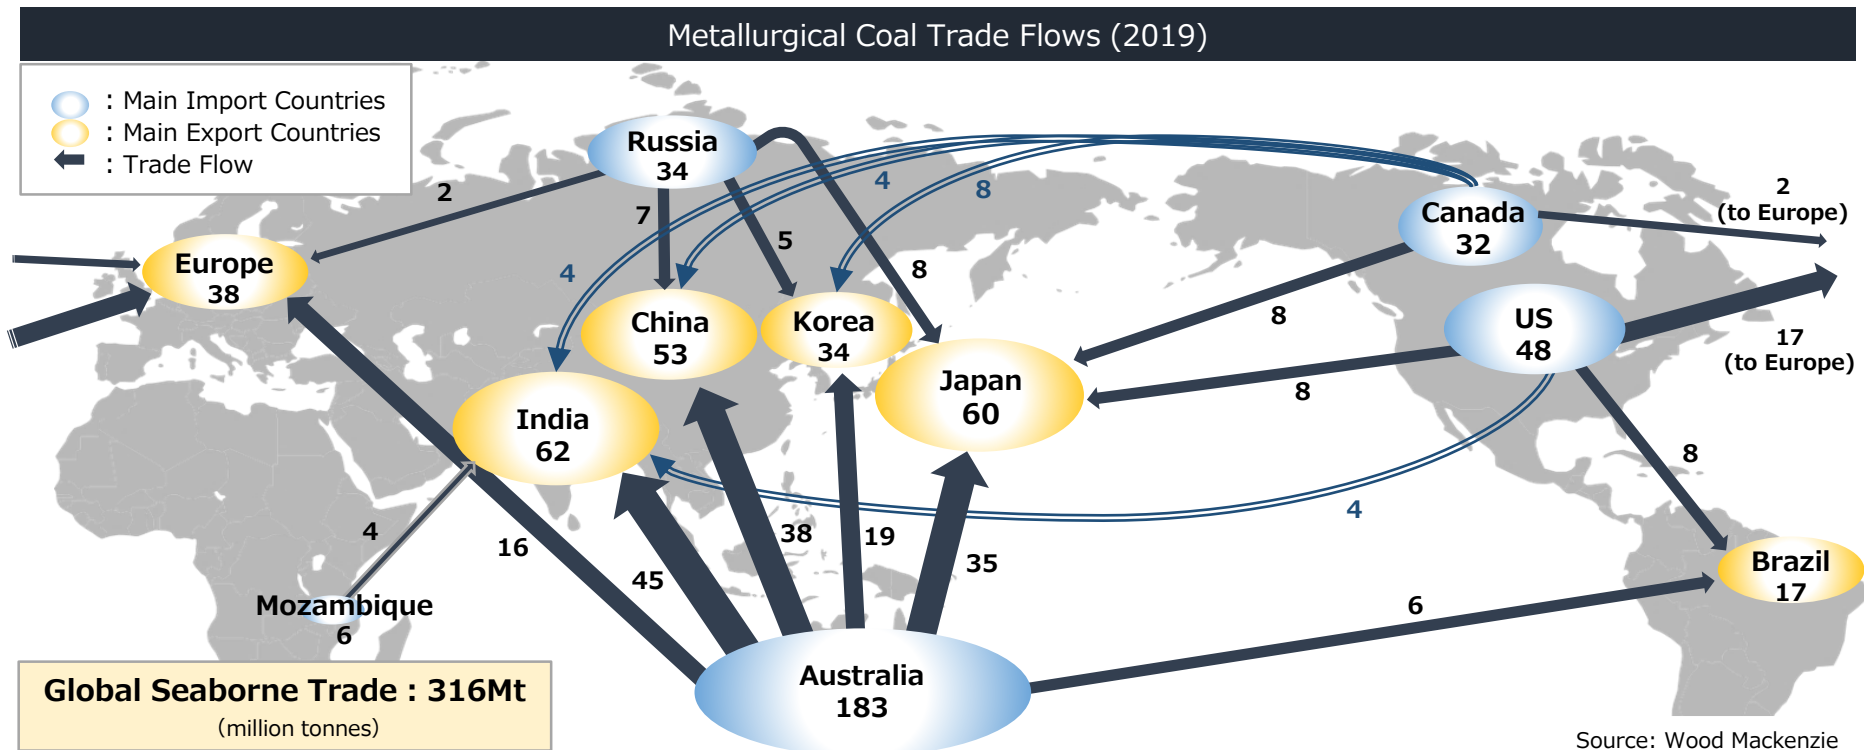 Metallurgical Coal Trade Flows (2019)
: Main Import Countries
: Main Export Countries
: Trade Flow
Russia
34
2
7
5
8
4
8
4
Canada
32
2
(to Europe)
Europe
38
China
53
Korea
34
8
US
48
17
(to Europe)
Japan
60
8
India
62
8
4
4
16
45
38
19
35
Mozambique
6
6
Brazil
17
Australia
183
Global Seaborne Trade : 316Mt
(million tonnes)
Source: Wood Mackenzie